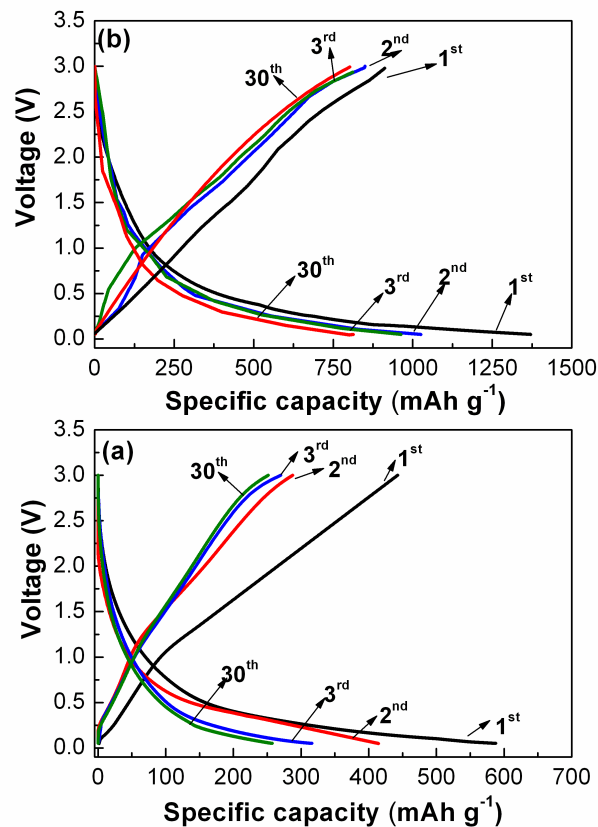 (b)
3rd
2nd
1st
30th
3.5
3.0
2.5
2.0
1.5
1.0
0.5
0.0
Voltage (V)
30th
3rd
2nd
1st
0 250 500 750 1000 1250 1500
Specific capacity (mAh g-1)
(a)
30th
3rd
2nd
1st
3.5
3.0
2.5
2.0
1.5
1.0
0.5
0.0
Voltage (V)
30th
3rd
2nd
1st
0 100 200 300 400 500 600 700
Specific capacity (mAh g-1)